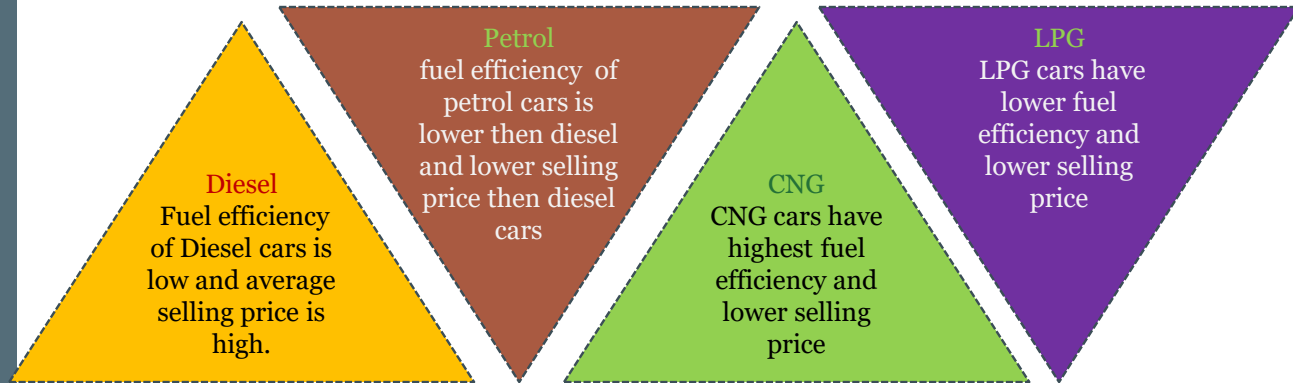 Diesel
Fuel efficiency
of Diesel cars is
low and average
selling price is
high.
Petrol
fuel efficiency of
petrol cars is
lower then diesel
and lower selling
price then diesel
cars
CNG
CNG cars have
highest fuel
efficiency and
lower selling
price
LPG
LPG cars have
lower fuel
efficiency and
lower selling
price